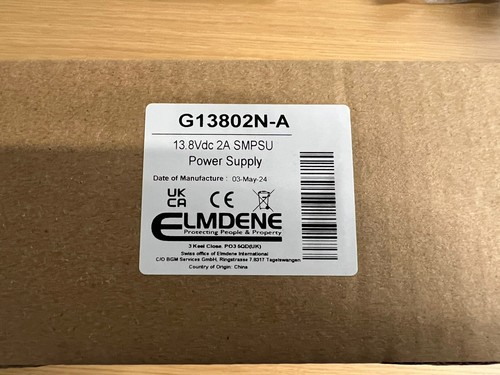 G13802N-A
13.8Vdc 2A SMPSU
Power Supply
Date of Manufacture : 03-May-24
UK
CA CE
ELMDENE
Protecting People & Property
3 Keel Close. PO3 5QD(UK)
Swiss office of Elmdene International
C/O BGM Services GmbH, Ringstrasse 7.8317 Tagelswangen
Country of Origin: China